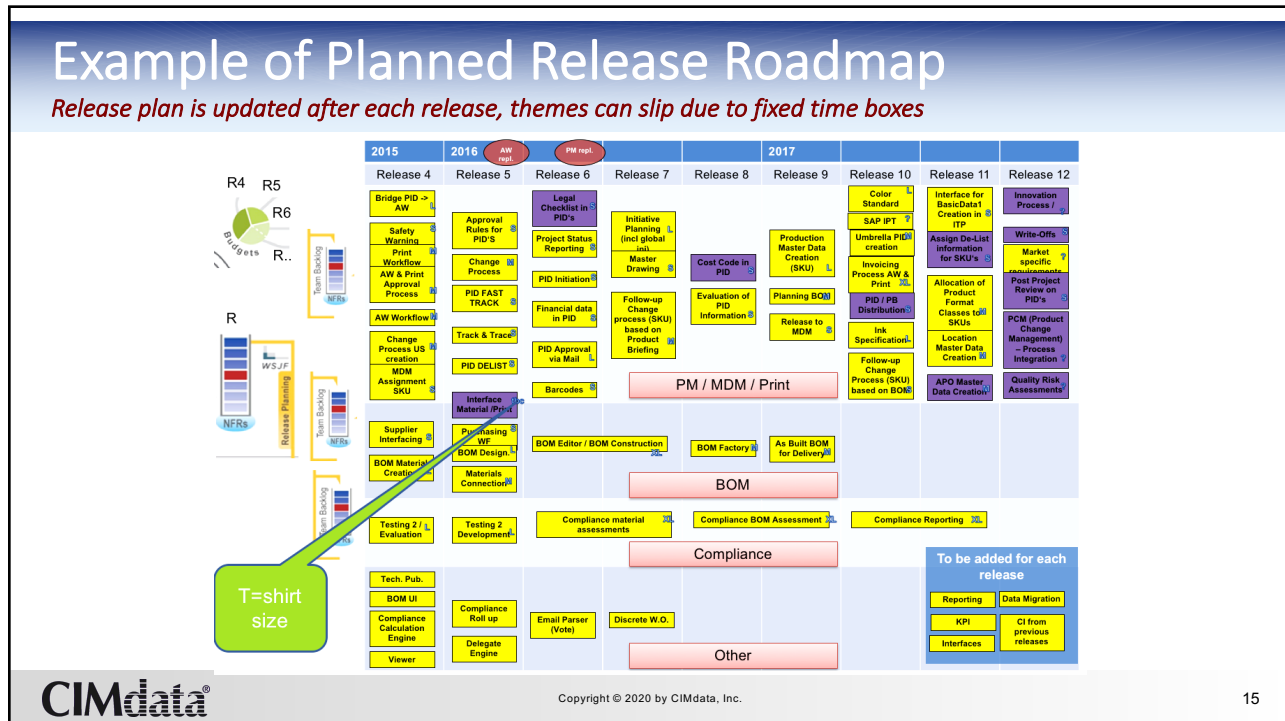 Example of Planned Release Roadmap
Release plan is updated after each release, themes can slip due to fixed time boxes
2015
2016
AW
repl.
PM repl.
2017
Release 4
Release 5
Release 6
Release 7
Release 8
Release 9
Release 10
Release 11
Release 12
R4
R5
R6
R..
Budgets
Team Backlog
NFRs
R
WSJF
NFRs
Release Planning
Team Backlog
NFRs
Team Backlog
NFRs
T=shirt
size
Bridge PID ->
AW
L
Safety
Warning
S
Print
Workflow
M
AW & Print
Approval
Process
M
AW Workflow
M
Change
Process US
creation
M
MDM
Assignment
SKU
S
Approval
Rules for
PID'S
S
Change
Process
M
PID FAST
TRACK
S
Track & Trace
S
PID DELIST
S
Interface
Material /Print
Legal
Checklist in
PID's
S
Project Status
Reporting
S
PID Initiation
S
Financial data
in PID
S
PID Approval
via Mail
L
Barcodes
S
Initiative
Planning
(incl global
ini)
L
Master
Drawing
S
Follow-up
Change
process (SKU)
based on
Product
Briefing
M
Cost Code in
PID
S
Evaluation of
PID
Information
S
Production
Master Data
Creation
(SKU)
L
Planning BOM
M
Release to
MDM
S
Color
Standard
L
SAP IPT
?
Umbrella PID
creation
M
Invoicing
Process AW &
Print
XL
PID / PB
Distribution
S
Ink
Specification
L
Follow-up
Change
Process (SKU)
based on BOM
S
Interface for
BasicData1
Creation in
ITP
S
Assign De-List
information
for SKU's
S
Allocation of
Product
Format
Classes to
SKUs
M
Location
Master Data
Creation
M
APO Master
Data Creation
M
Innovation
Process /
?
Write-Offs
S
Market
specific
requirements
?
Post Project
Review on
PID's
S
PCM (Product
Change
Management)
– Process
Integration
?
Quality Risk
Assessments
?
PM / MDM / Print
Supplier
Interfacing
S
BOM Material
Creation
L
Purchasing
WF
S
BOM Design.
L
Materials
Connection
M
BOM Editor / BOM Construction
XL
BOM Factory
M
As Built BOM
for Delivery
M
BOM
Testing 2 /
Evaluation
L
Testing 2
Development
L
Compliance material
assessments
XL
Compliance BOM Assessment
XL
Compliance Reporting
XL
Compliance
Tech. Pub.
BOM UI
Compliance
Calculation
Engine
Viewer
Compliance
Roll up
Delegate
Engine
Email Parser
(Vote)
Discrete W.O.
Other
To be added for each
release
Reporting
Data Migration
KPI
CI from
previous
releases
Interfaces
CIMdata®
Copyright © 2020 by CIMdata, Inc.
15